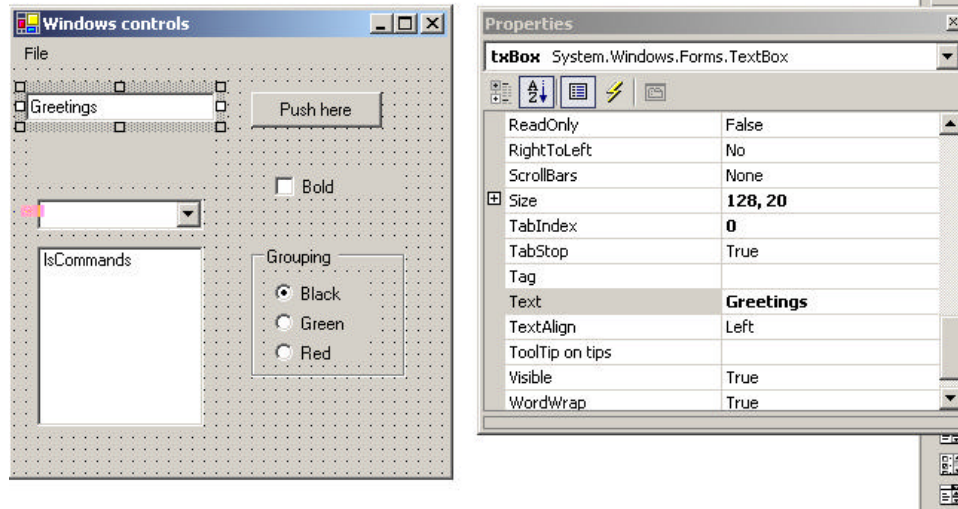 Windows controls
File
Greetings
Push here
Bold
lsCommands
Grouping
Black
Green
Red
Properties
txBox System.Windows.Forms.TextBox
ReadOnly False
RightToLeft No
ScrollBars None
Size 128, 20
TabIndex 0
TabStop True
Tag
Text Greetings
TextAlign Left
ToolTip on tips
Visible True
WordWrap True